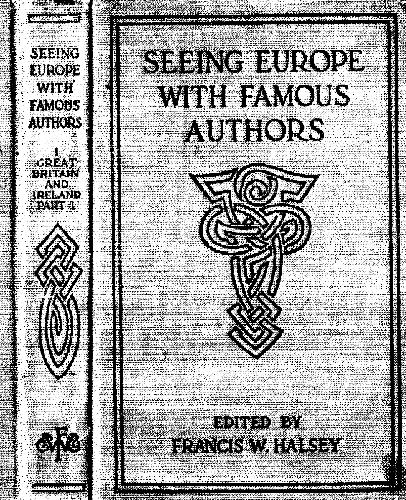 SEEING
EUROPE
WITH
FAMOUS
AUTHORS
I
GREAT
BRITAIN
AND
IRELAND
PART I
SEEING EUROPE
WITH FAMOUS
AUTHORS
EDITED BY
FRANCIS W. HALSEY